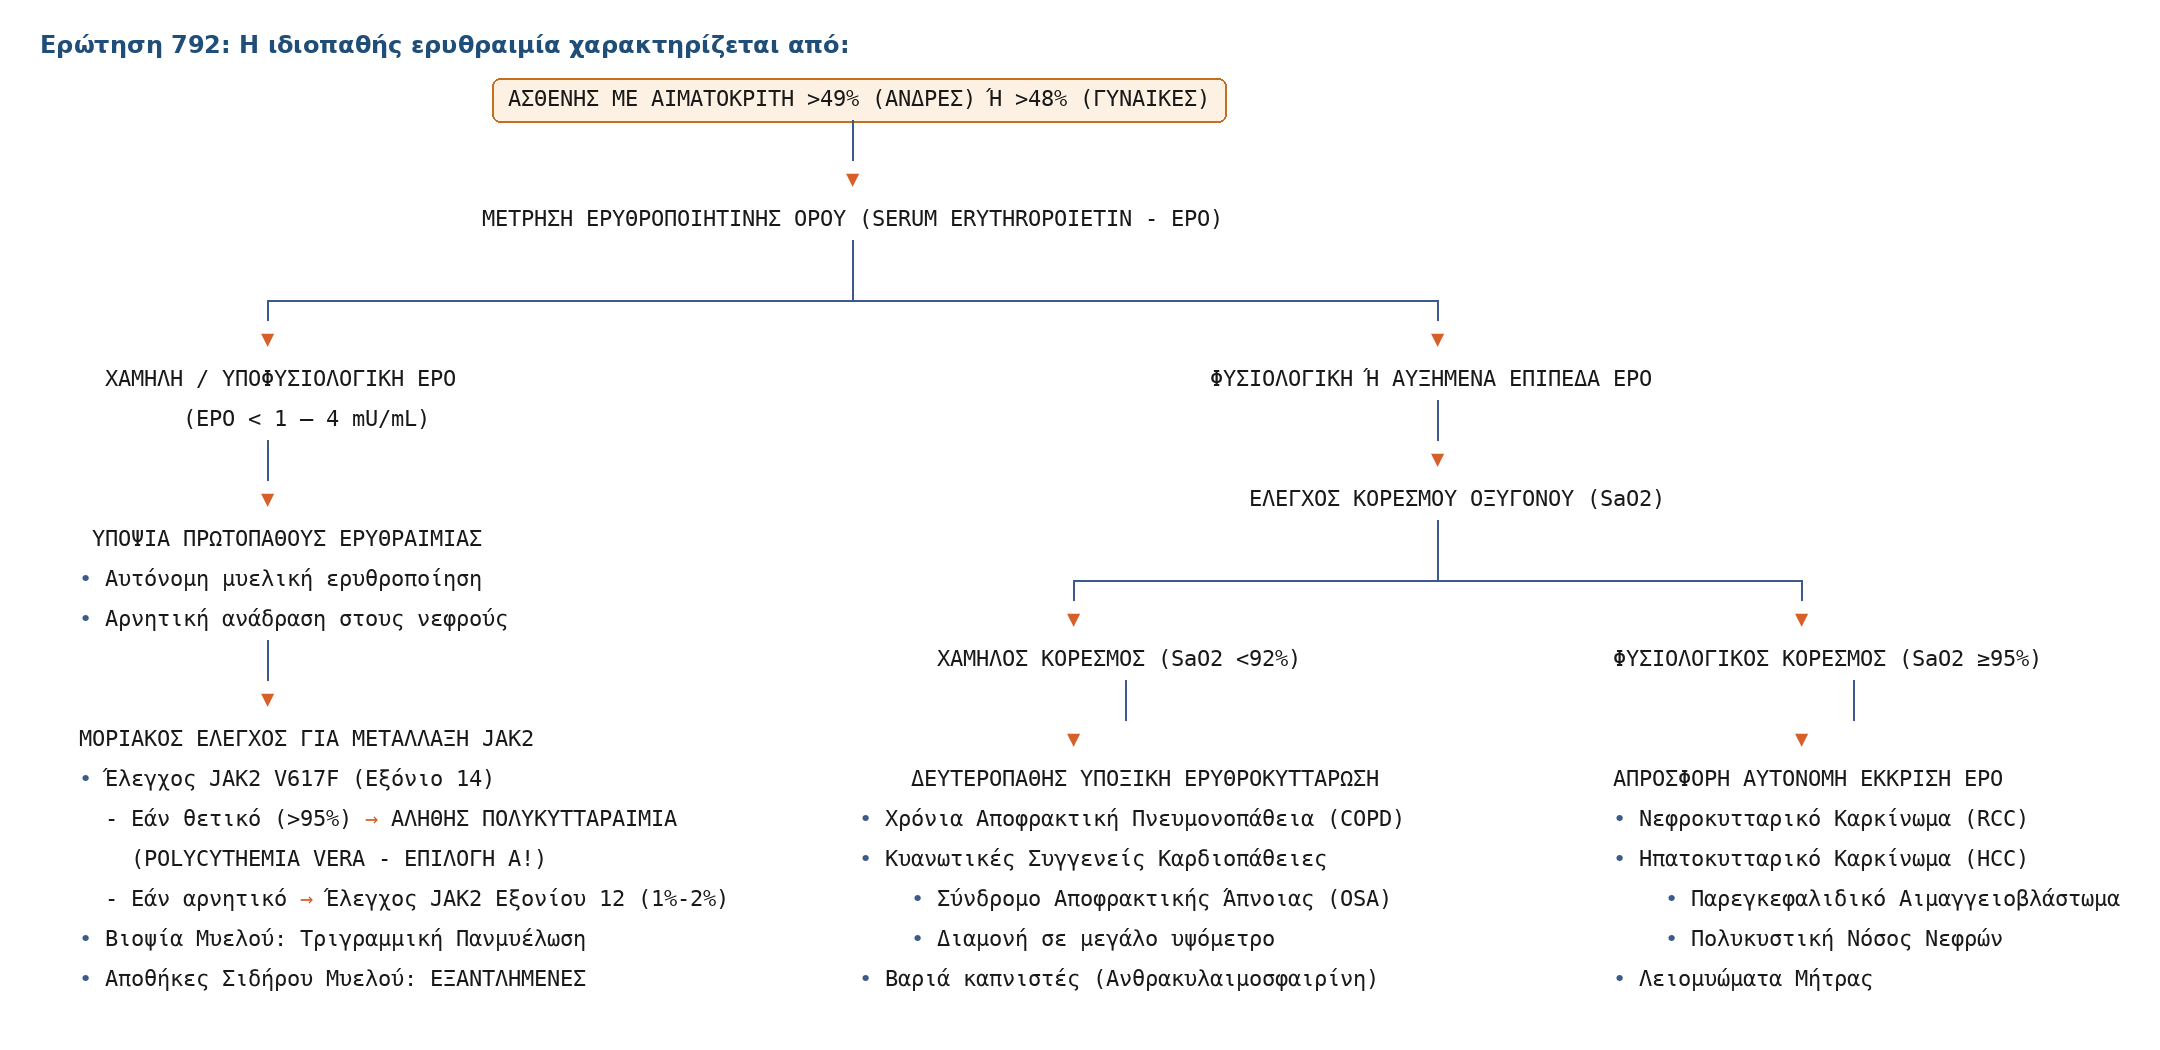 Ερώτηση 792: Η ιδιοπαθής ερυθραιμία χαρακτηρίζεται από:
ΑΣΘΕΝΗΣ ΜΕ ΑΙΜΑΤΟΚΡΙΤΗ >49% (ΑΝΔΡΕΣ) Ή >48% (ΓΥΝΑΙΚΕΣ)
▼
ΜΕΤΡΗΣΗ ΕΡΥΘΡΟΠΟΙΗΤΙΝΗΣ ΟΡΟΥ (SERUM ERYTHROPOIETIN - EPO)
▼ ▼
ΧΑΜΗΛΗ / ΥΠΟΦΥΣΙΟΛΟΓΙΚΗ EPO
(EPO < 1 – 4 mU/mL)
▼
ΥΠΟΨΙΑ ΠΡΩΤΟΠΑΘΟΥΣ ΕΡΥΘΡΑΙΜΙΑΣ
• Αυτόνομη μυελική ερυθροποίηση
• Αρνητική ανάδραση στους νεφρούς
▼
ΜΟΡΙΑΚΟΣ ΕΛΕΓΧΟΣ ΓΙΑ ΜΕΤΑΛΛΑΞΗ JAK2
• Έλεγχος JAK2 V617F (Εξόνιο 14)
- Εάν θετικό (>95%) → ΑΛΗΘΗΣ ΠΟΛΥΚΥΤΤΑΡΑΙΜΙΑ
(POLYCYTHEMIA VERA - ΕΠΙΛΟΓΗ Α!)
- Εάν αρνητικό → Έλεγχος JAK2 Εξονίου 12 (1%-2%)
• Βιοψία Μυελού: Τριγραμμική Πανμυέλωση
• Αποθήκες Σιδήρου Μυελού: ΕΞΑΝΤΛΗΜΕΝΕΣ
ΦΥΣΙΟΛΟΓΙΚΗ Ή ΑΥΞΗΜΕΝΑ ΕΠΙΠΕΔΑ EPO
▼
ΕΛΕΓΧΟΣ ΚΟΡΕΣΜΟΥ ΟΞΥΓΟΝΟΥ (SaO2)
▼ ▼
ΧΑΜΗΛΟΣ ΚΟΡΕΣΜΟΣ (SaO2 <92%)
▼
ΔΕΥΤΕΡΟΠΑΘΗΣ ΥΠΟΞΙΚΗ ΕΡΥΘΡΟΚΥΤΤΑΡΩΣΗ
• Χρόνια Αποφρακτική Πνευμονοπάθεια (COPD)
• Κυανωτικές Συγγενείς Καρδιοπάθειες
• Σύνδρομο Αποφρακτικής Άπνοιας (OSA)
• Διαμονή σε μεγάλο υψόμετρο
• Βαριά καπνιστές (Ανθρακυλαιμοσφαιρίνη)
ΦΥΣΙΟΛΟΓΙΚΟΣ ΚΟΡΕΣΜΟΣ (SaO2 ≥95%)
▼
ΑΠΡΟΣΦΟΡΗ ΑΥΤΟΝΟΜΗ ΕΚΚΡΙΣΗ EPO
• Νεφροκυτταρικό Καρκίνωμα (RCC)
• Ηπατοκυτταρικό Καρκίνωμα (HCC)
• Παρεγκεφαλιδικό Αιμαγγειοβλάστωμα
• Πολυκυστική Νόσος Νεφρών
• Λειομυώματα Μήτρας